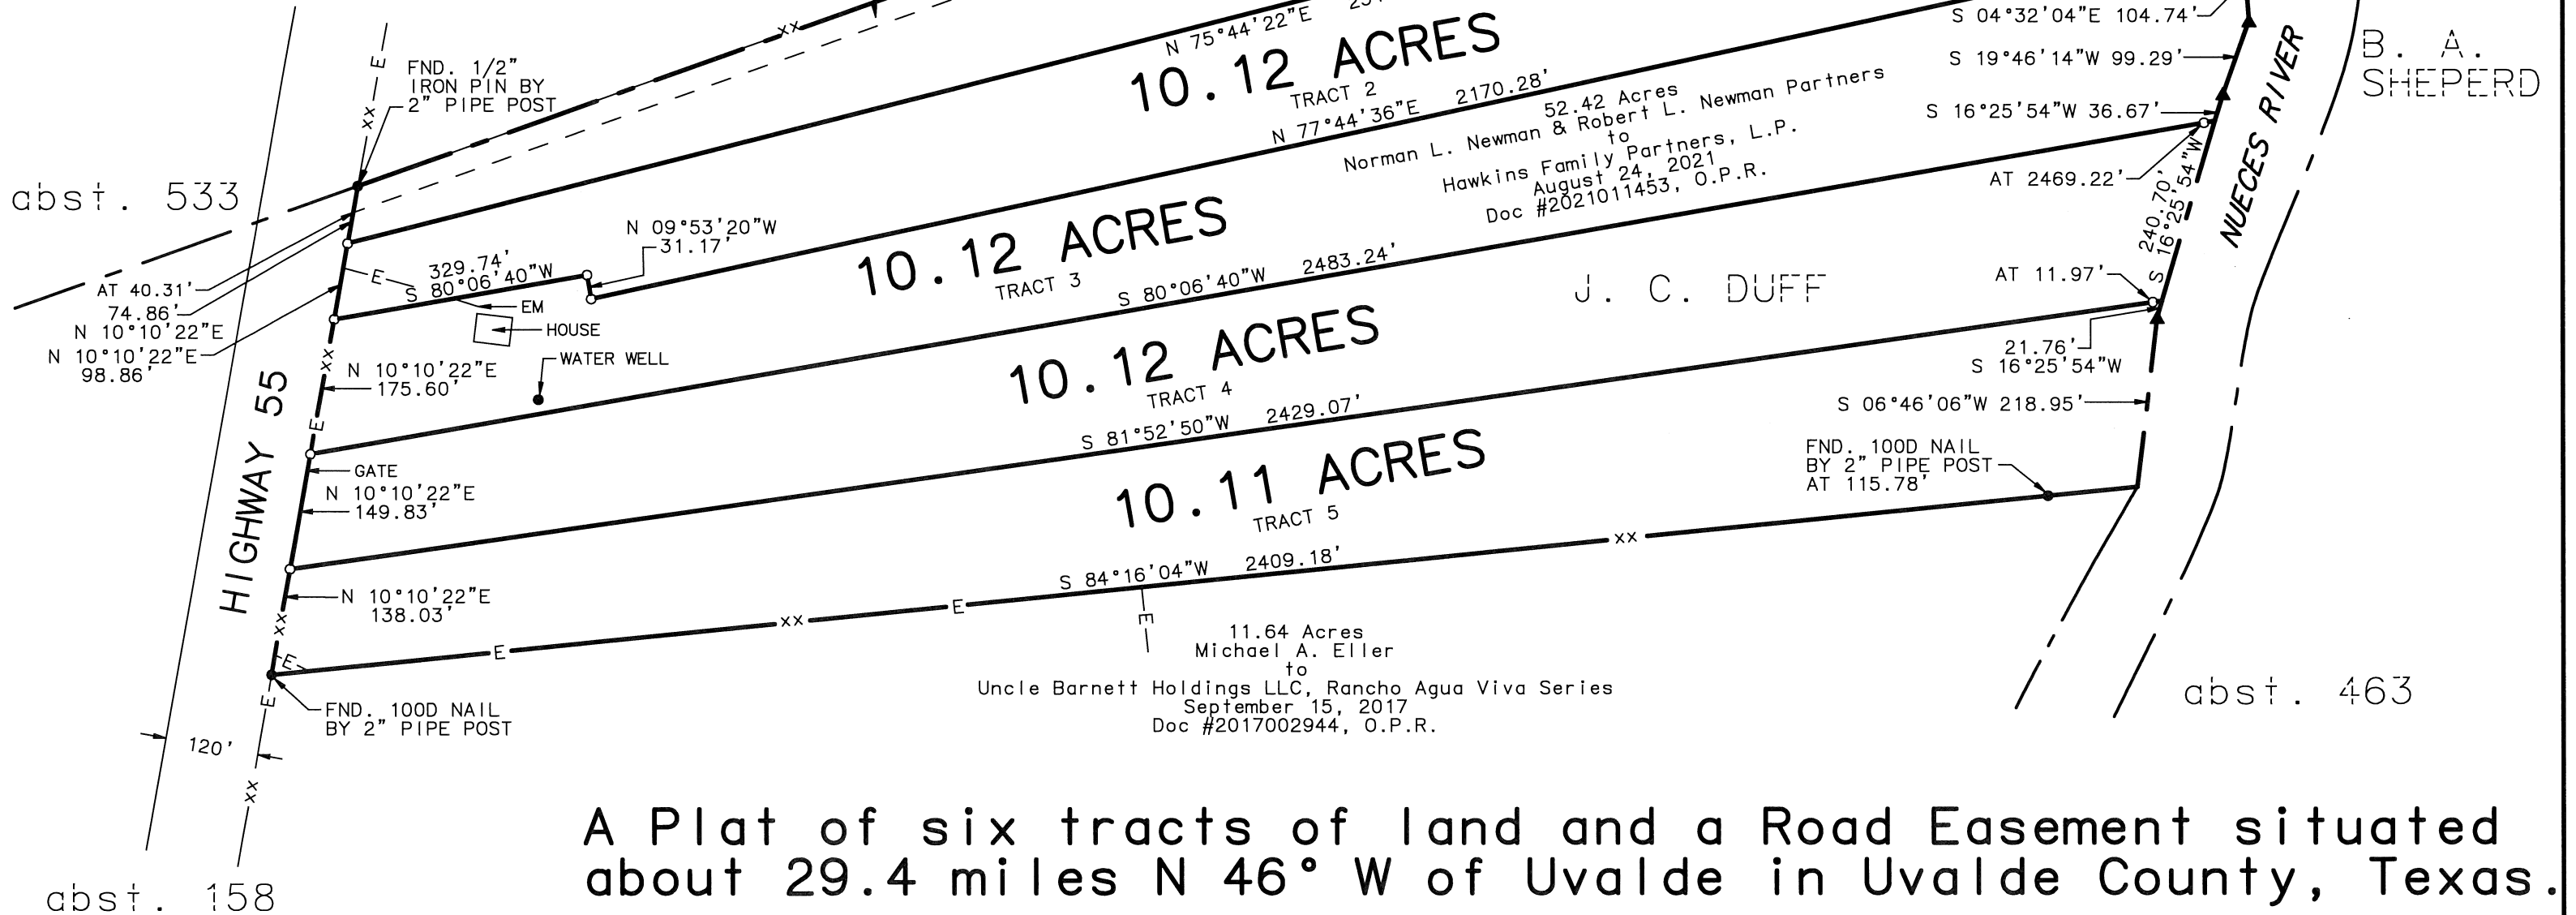 S 04°32'04"E 104.74'
N 75°44'22"E
B. A.
SHEPERD
10.12 ACRES
TRACT 2
S 19°46'14"W 99.29'
E
FND. 1/2"
IRON PIN BY
2" PIPE POST
xx
xx
N 77°44'36"E 2170.28'
52.42 Acres
Norman L. Newman & Robert L. Newman Partners
to
Hawkins Family Partners, L.P.
August 24, 2021
Doc #2021011453, O.P.R.
S 16°25'54"W 36.67'
NUECES RIVER
AT 2469.22'
240.70'
S 16°25'54"W
abst. 533
N 09°53'20"W
31.17'
329.74'
S 80°06'40"W
E
10.12 ACRES
TRACT 3
S 80°06'40"W 2483.24'
J. C. DUFF
AT 11.97'
AT 40.31'
74.86'
N 10°10'22"E
N 10°10'22"E
98.86'
EM
HOUSE
WATER WELL
xx
N 10°10'22"E
175.60'
E
10.12 ACRES
TRACT 4
21.76'
S 16°25'54"W
S 81°52'50"W 2429.07'
S 06°46'06"W 218.95'
HIGHWAY 55
GATE
N 10°10'22"E
149.83'
10.11 ACRES
TRACT 5
FND. 100D NAIL
BY 2" PIPE POST
AT 115.78'
xx
S 84°16'04"W 2409.18'
N 10°10'22"E
138.03'
xx
E
xx
E
E
E
E
11.64 Acres
Michael A. Eller
to
Uncle Barnett Holdings LLC, Rancho Agua Viva Series
September 15, 2017
Doc #2017002944, O.P.R.
abst. 463
E
FND. 100D NAIL
BY 2" PIPE POST
120'
xx
A Plat of six tracts of land and a Road Easement situated
about 29.4 miles N 46° W of Uvalde in Uvalde County, Texas.
abst. 158